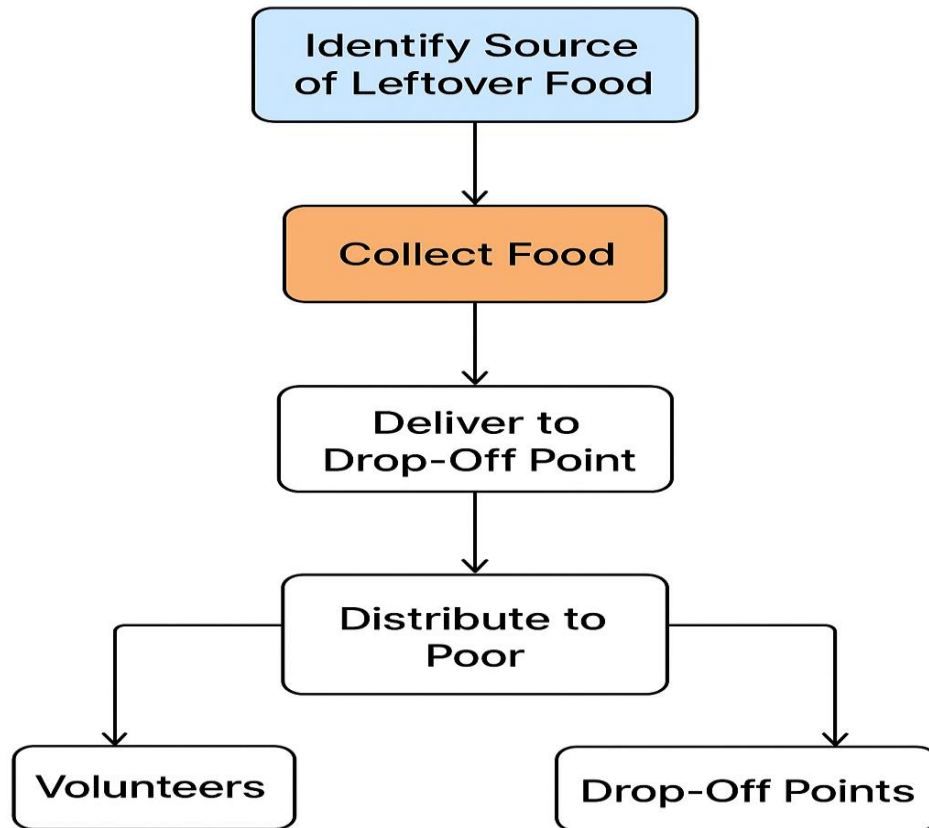 Identify Source
of Leftover Food
Collect Food
Deliver to
Drop-Off Point
Distribute to
Poor
Volunteers
Drop-Off Points